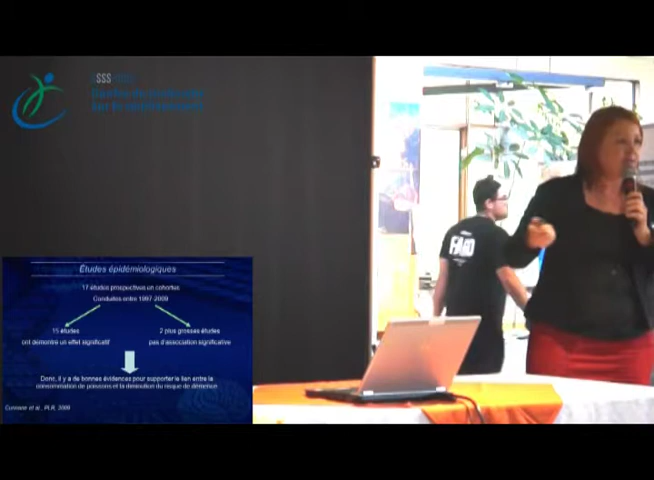 CSSS
Études épidémiologiques
17 études prospectives en cohortes
Conduites entre 1997-2009
15 études
ont démontré un effet significatif
2 plus grosses études
pas d'association significative
Donc, il y a de bonnes évidences pour supporter le lien entre la
consommation de poissons et la diminution du risque de démence
Cunnane et al., PLR, 2009